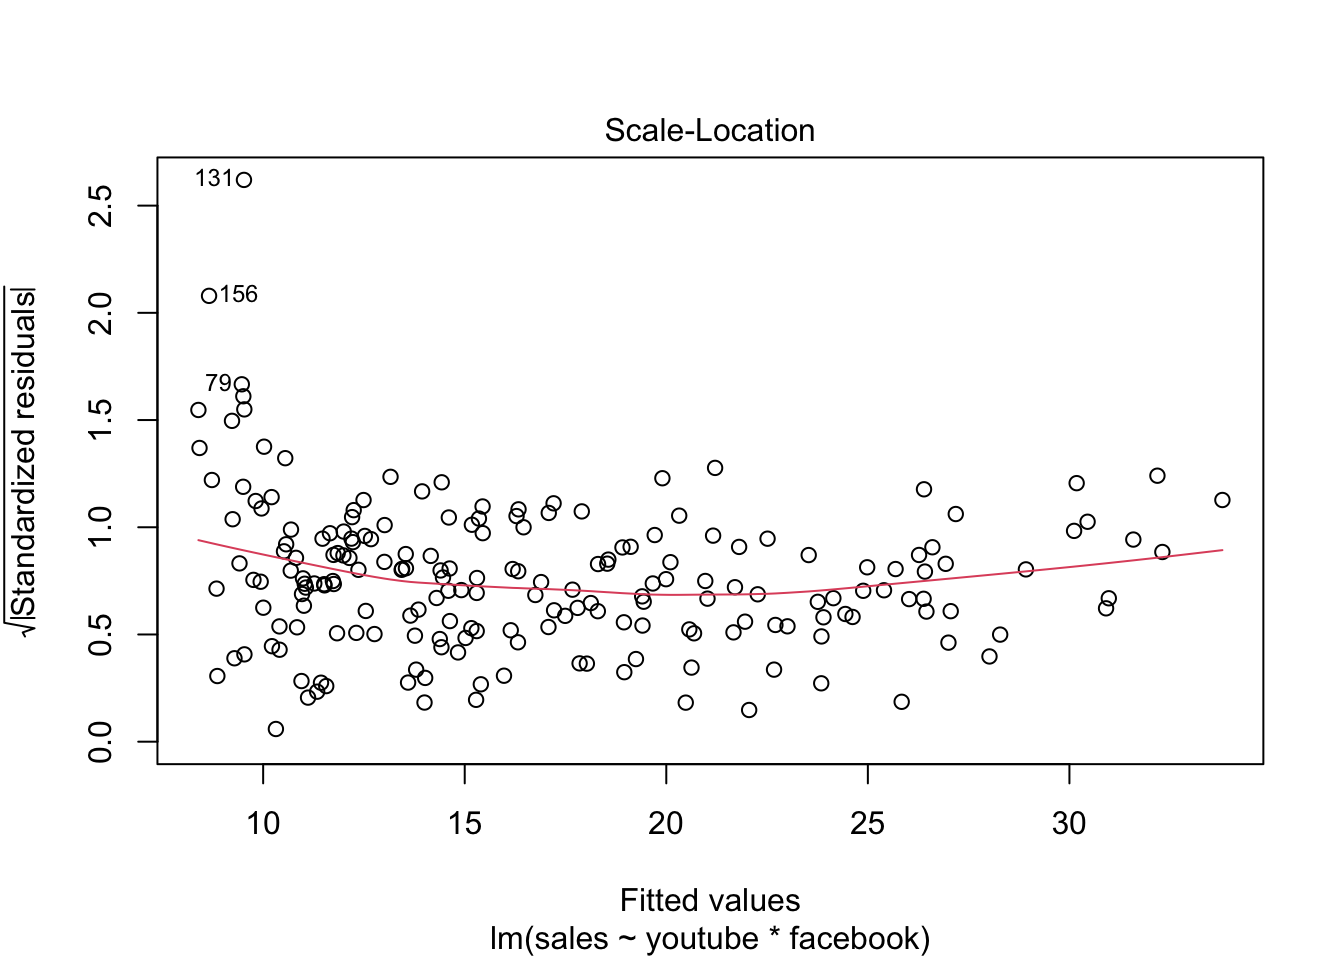 Scale-Location
√|Standardized residuals|
2.5
2.0
1.5
1.0
0.5
0.0
131
156
79
10 15 20 25 30
Fitted values
lm(sales ~ youtube * facebook)